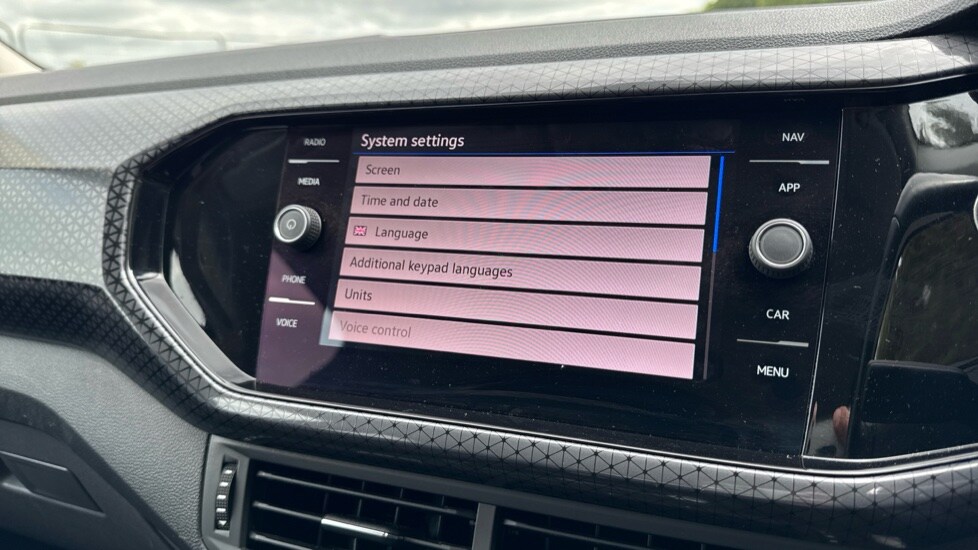 RADIO
MEDIA
PHONE
VOICE
System settings
Screen
Time and date
Language
Additional keypad languages
Units
Voice control
NAV
APP
CAR
MENU